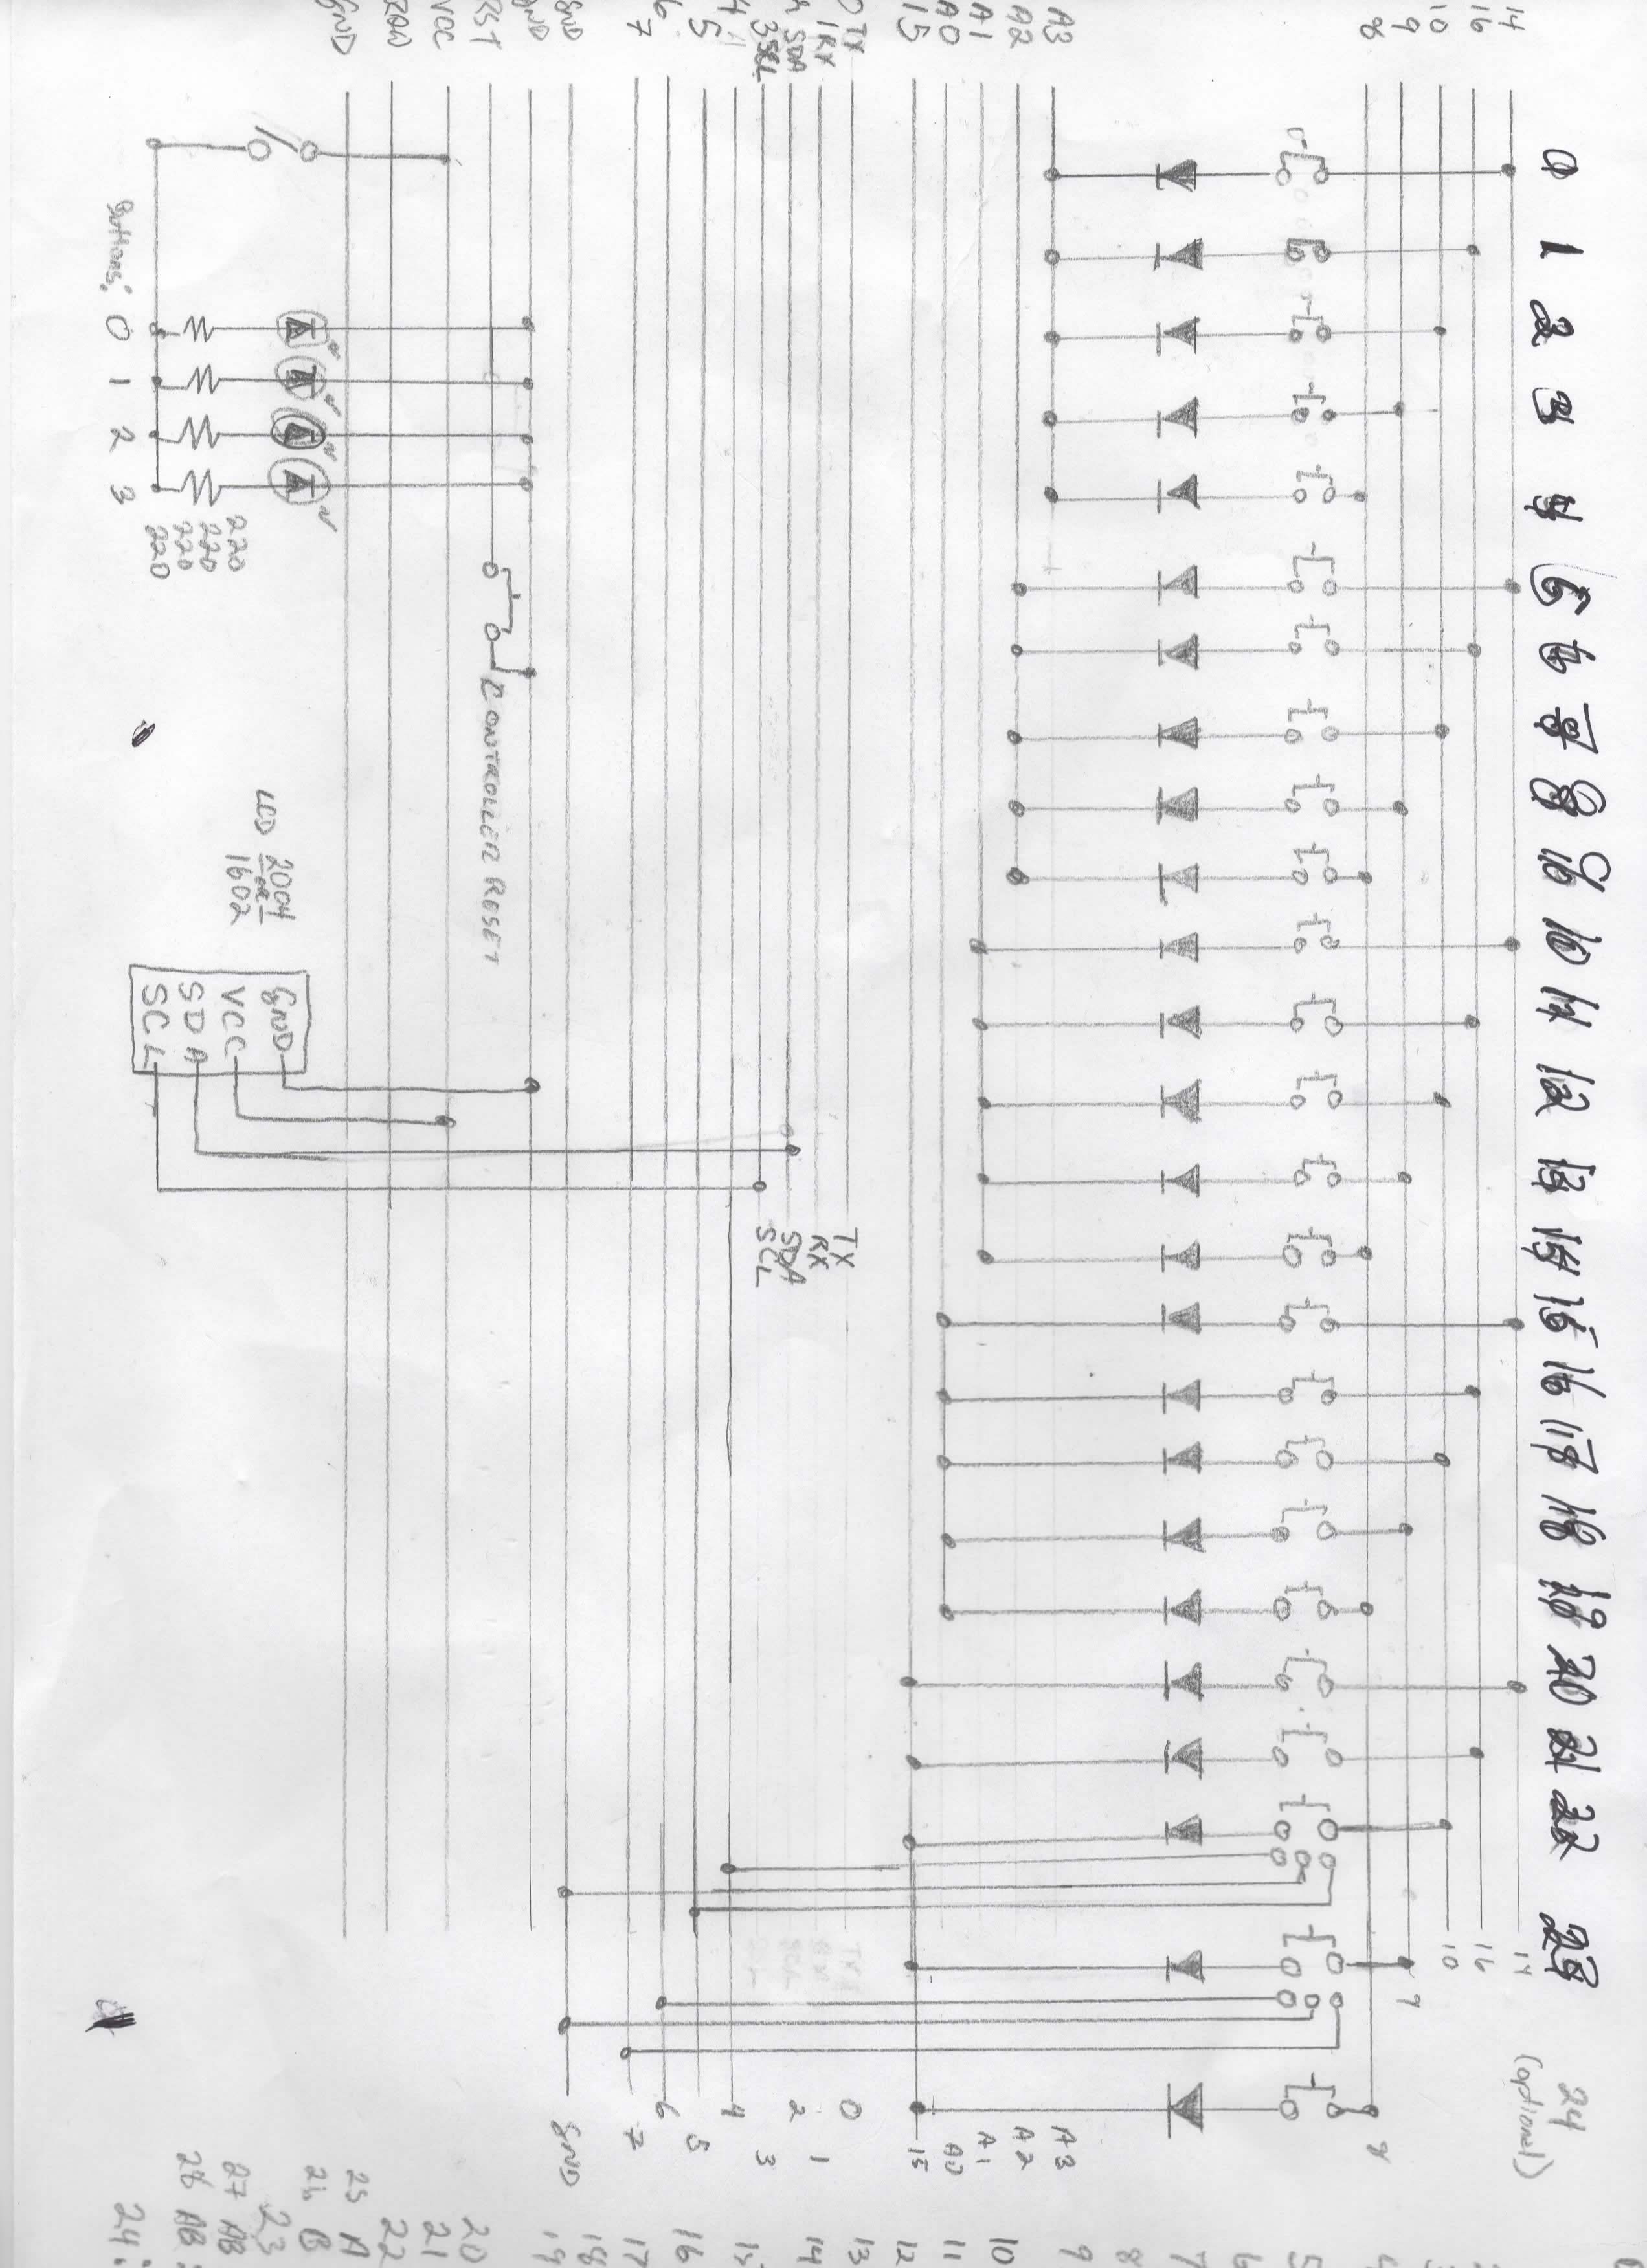 0 1 2 3 4 5 6 7 8 9 10 11 12 13 14 15 16 17 18 19 20 21 22 23 24
(optional)
14 14
16 16
10 10
9 9
8 8
A3 A3
A2 A2
A1 A1
A0 A0
15 15
0 TX TX 0
1 RX RX 1
SDA SDA 2
3 SCL SCL 3
4 4
5 5
6 6
7 7
GND GND
GND
RST CONTROLLER RESET
VCC
RAW
GND
LCD 2004
or
1602
GND
VCC
SDA
SCL
220
220
220
220
Buttons: 0 1 2 3
5
6
7
8
9
10
11
12
13
14
15
16
17
18
19
20
21
22
25 A
26 B
23
27 AB
28 AB
24: